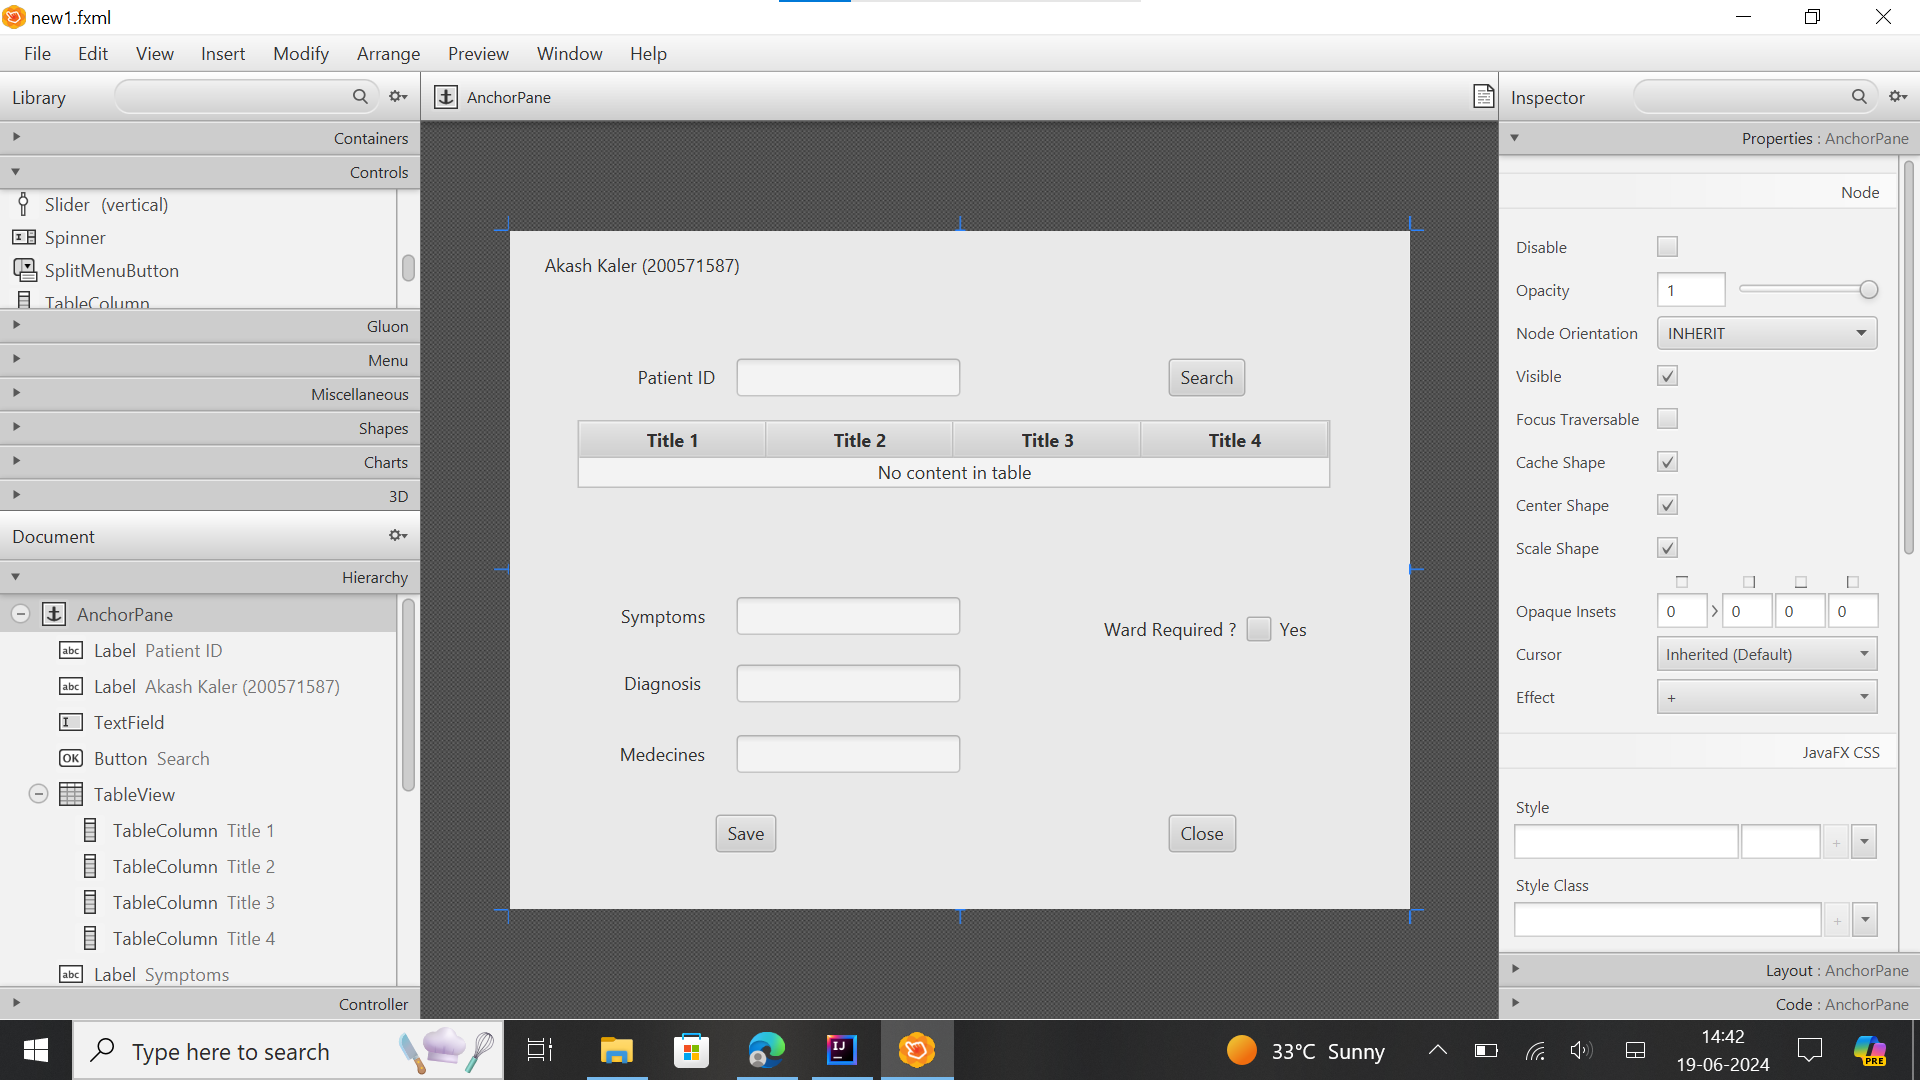 new1.fxml
File Edit View Insert Modify Arrange Preview Window Help
Library
Containers
Controls
Slider (vertical)
Spinner
SplitMenuButton
TableColumn
Gluon
Menu
Miscellaneous
Shapes
Charts
3D
Document
Hierarchy
AnchorPane
abc Label Patient ID
abc Label Akash Kaler (200571587)
TextField
OK Button Search
TableView
TableColumn Title 1
TableColumn Title 2
TableColumn Title 3
TableColumn Title 4
abc Label Symptoms
Controller
AnchorPane
Akash Kaler (200571587)
Patient ID Search
Title 1 Title 2 Title 3 Title 4
No content in table
Symptoms
Ward Required ? Yes
Diagnosis
Medecines
Save Close
Inspector
Properties : AnchorPane
Node
Disable
Opacity 1
Node Orientation INHERIT
Visible
Focus Traversable
Cache Shape
Center Shape
Scale Shape
Opaque Insets 0 0 0 0
Cursor Inherited (Default)
Effect +
JavaFX CSS
Style
+
Style Class
+
Layout : AnchorPane
Code : AnchorPane
Type here to search
IJ
33°C Sunny
14:42
19-06-2024
PRE